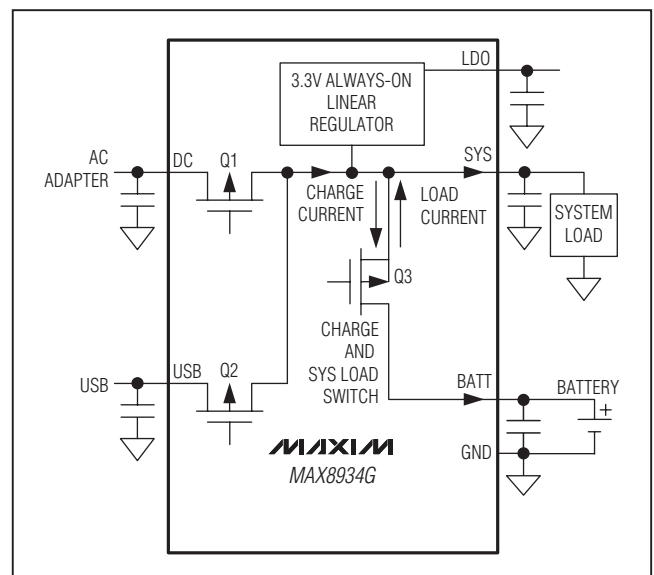 3.3V ALWAYS-ON
LINEAR
REGULATOR
LDO
AC
ADAPTER
DC
Q1
CHARGE
CURRENT
LOAD
CURRENT
SYS
SYSTEM
LOAD
Q3
CHARGE
AND
SYS LOAD
SWITCH
USB
USB
Q2
BATT
BATTERY
+
GND
MAXIM
MAX8934G